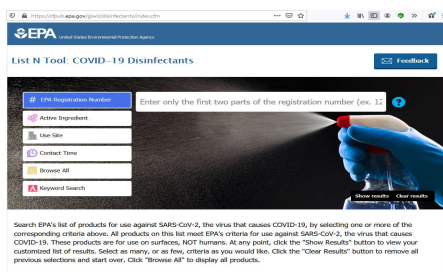 https://cfpub.epa.gov/giwiz/disinfectants/index.cfm
EPA United States Environmental Protection Agency
List N Tool: COVID-19 Disinfectants
Feedback
# EPA Registration Number
Enter only the first two parts of the registration number (ex. 12
?
Active Ingredient
Use Site
Contact Time
Browse All
Keyword Search
Show results Clear results
Search EPA's list of products for use against SARS-CoV-2, the virus that causes COVID-19, by selecting one or more of the
corresponding criteria above. All products on this list meet EPA's criteria for use against SARS-CoV-2, the virus that causes
COVID-19. These products are for use on surfaces, NOT humans. At any point, click the "Show Results" button to view your
customized list of results. Select as many, or as few, criteria as you would like. Click the "Clear Results" button to remove all
previous selections and start over. Click "Browse All" to display all products.